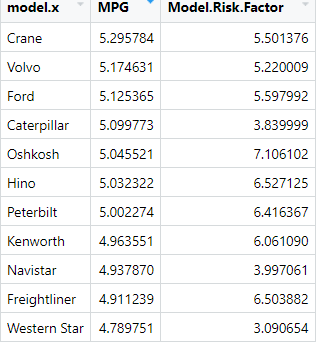 model.x MPG Model.Risk.Factor
Crane 5.295784 5.501376
Volvo 5.174631 5.220009
Ford 5.125365 5.597992
Caterpillar 5.099773 3.839999
Oshkosh 5.045521 7.106102
Hino 5.032322 6.527125
Peterbilt 5.002274 6.416367
Kenworth 4.963551 6.061090
Navistar 4.937870 3.997061
Freightliner 4.911239 6.503882
Western Star 4.789751 3.090654